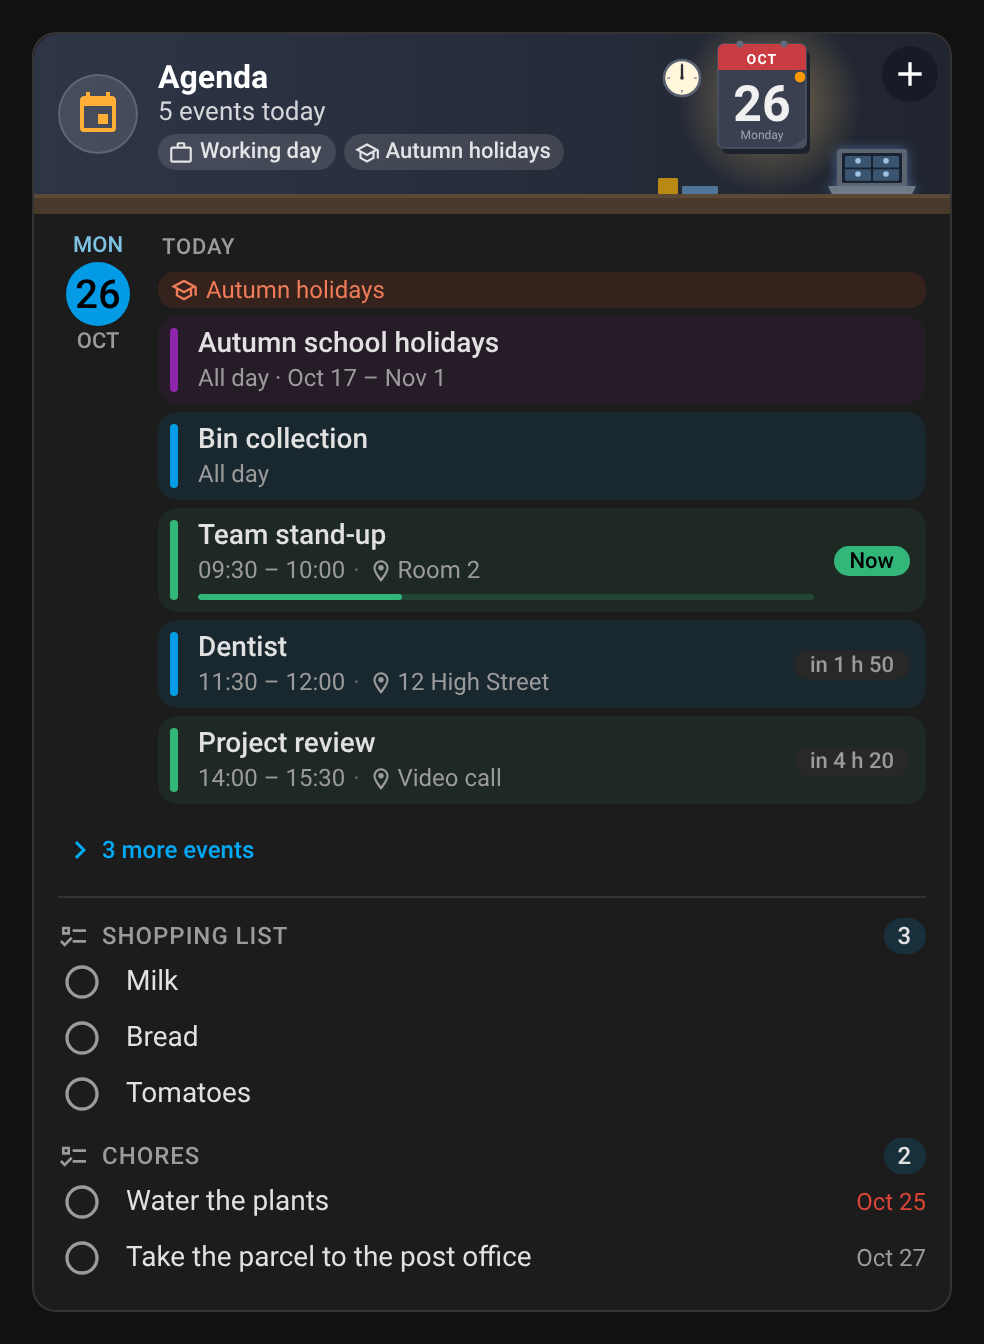 Agenda
5 events today
Working day
Autumn holidays
OCT
26
Monday
MON
26
OCT
TODAY
Autumn holidays
Autumn school holidays
All day · Oct 17 – Nov 1
Bin collection
All day
Team stand-up
09:30 – 10:00 · Room 2
Now
Dentist
11:30 – 12:00 · 12 High Street
in 1 h 50
Project review
14:00 – 15:30 · Video call
in 4 h 20
3 more events
SHOPPING LIST
3
Milk
Bread
Tomatoes
CHORES
2
Water the plants
Oct 25
Take the parcel to the post office
Oct 27